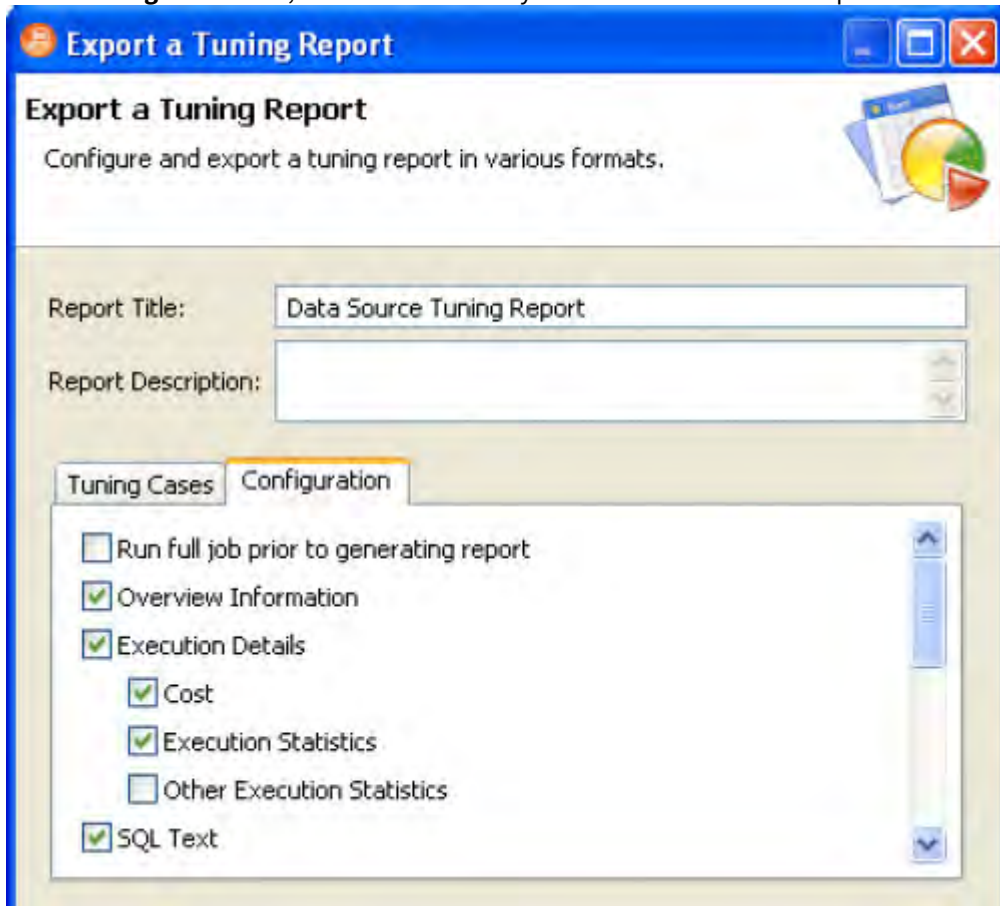 Export a Tuning Report
Export a Tuning Report
Configure and export a tuning report in various formats.
Report Title: Data Source Tuning Report
Report Description:
Tuning Cases Configuration
Run full job prior to generating report
Overview Information
Execution Details
Cost
Execution Statistics
Other Execution Statistics
SQL Text